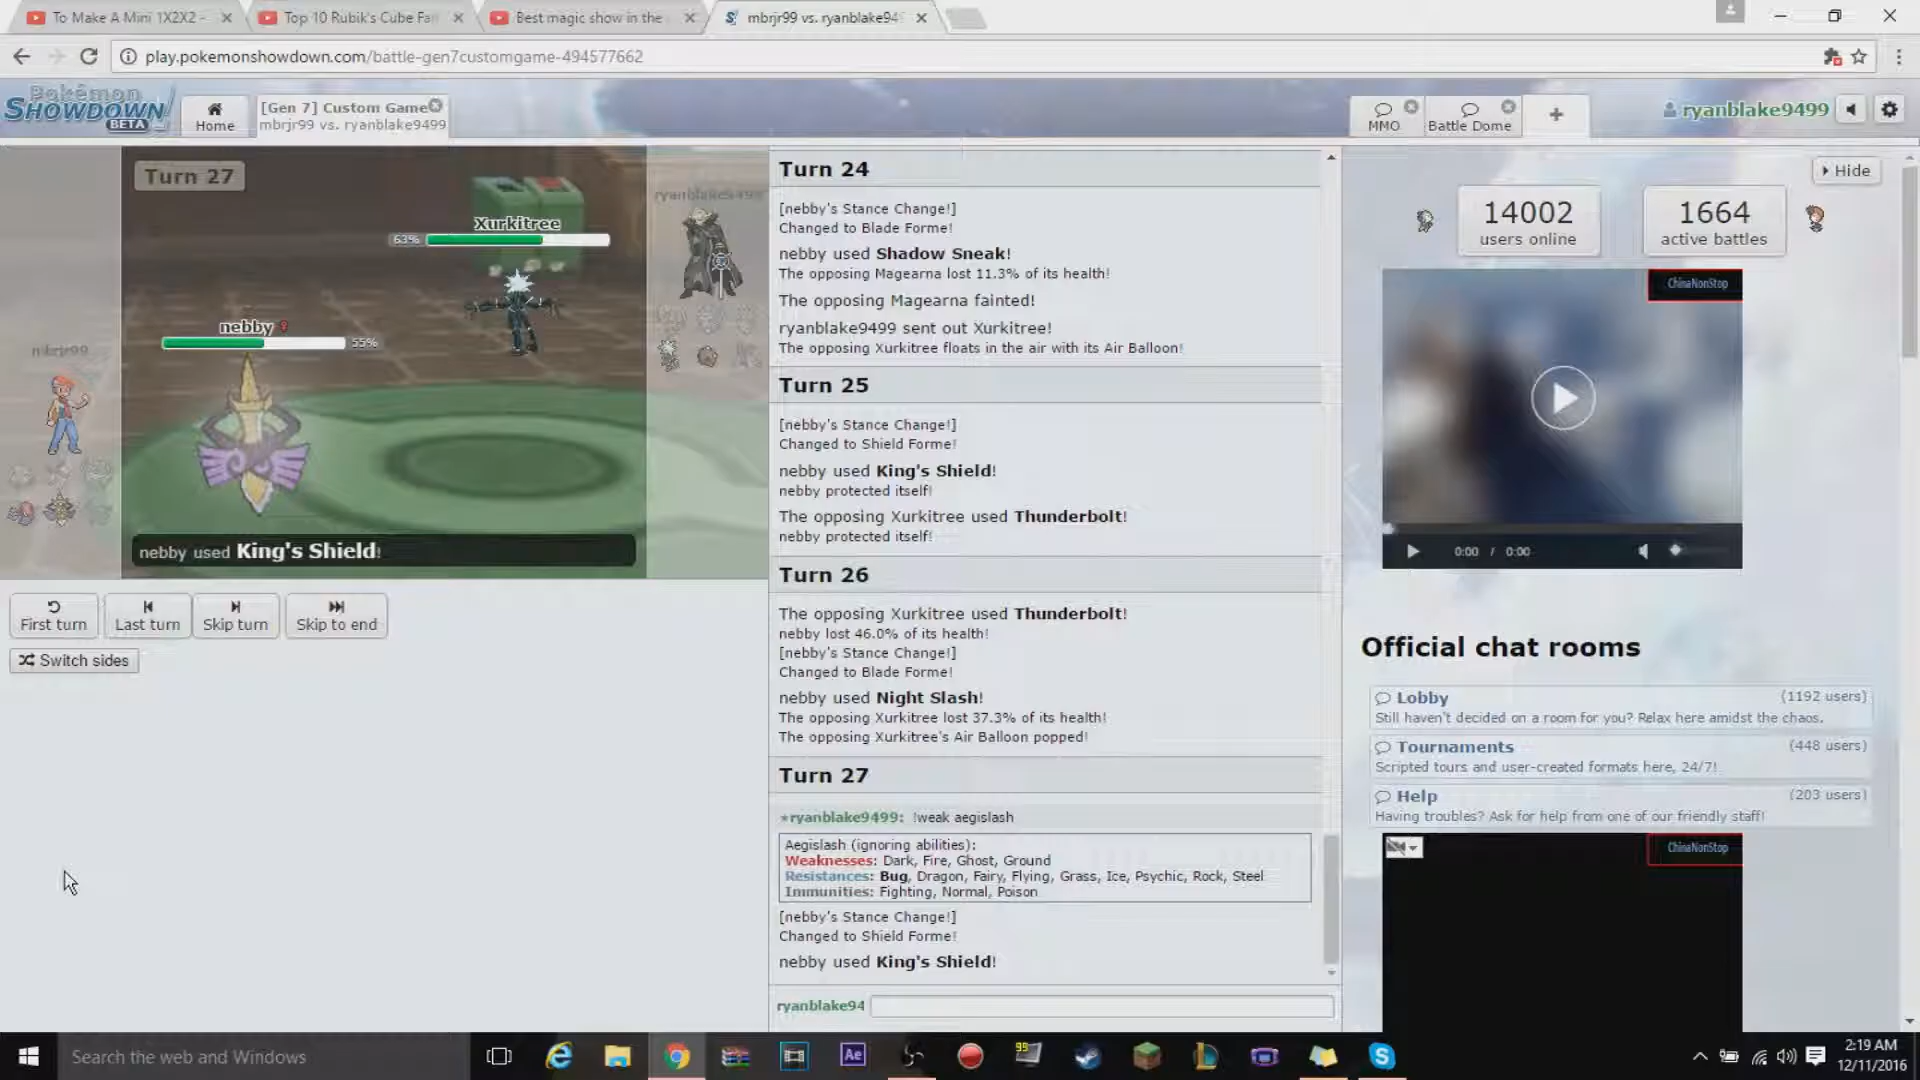 To Make A Mini 1X2X2 -
Top 10 Rubik's Cube Fai
Best magic show in the
mbrjr99 vs. ryanblake949
play.pokemonshowdown.com/battle-gen7customgame-494577662
Pokémon
SHOWDOWN
BETA
Home
[Gen 7] Custom Game
mbrjr99 vs. ryanblake9499
MMO
Battle Dome
+
ryanblake9499
Turn 27
Xurkitree
63%
nebby
55%
mbrjr99
ryanblake9499
nebby used King's Shield!
First turn
Last turn
Skip turn
Skip to end
Switch sides
Turn 24
[nebby's Stance Change!]
Changed to Blade Forme!
nebby used Shadow Sneak!
The opposing Magearna lost 11.3% of its health!
The opposing Magearna fainted!
ryanblake9499 sent out Xurkitree!
The opposing Xurkitree floats in the air with its Air Balloon!
Turn 25
[nebby's Stance Change!]
Changed to Shield Forme!
nebby used King's Shield!
nebby protected itself!
The opposing Xurkitree used Thunderbolt!
nebby protected itself!
Turn 26
The opposing Xurkitree used Thunderbolt!
nebby lost 46.0% of its health!
[nebby's Stance Change!]
Changed to Blade Forme!
nebby used Night Slash!
The opposing Xurkitree lost 37.3% of its health!
The opposing Xurkitree's Air Balloon popped!
Turn 27
*ryanblake9499: !weak aegislash
Aegislash (ignoring abilities):
Weaknesses: Dark, Fire, Ghost, Ground
Resistances: Bug, Dragon, Fairy, Flying, Grass, Ice, Psychic, Rock, Steel
Immunities: Fighting, Normal, Poison
[nebby's Stance Change!]
Changed to Shield Forme!
nebby used King's Shield!
ryanblake94
Hide
14002
users online
1664
active battles
ChinaNonStop
0:00 / 0:00
Official chat rooms
Lobby
(1192 users)
Still haven't decided on a room for you? Relax here amidst the chaos.
Tournaments
(448 users)
Scripted tours and user-created formats here, 24/7!
Help
(203 users)
Having troubles? Ask for help from one of our friendly staff!
ChinaNonStop
Search the web and Windows
Ae
99
2:19 AM
12/11/2016